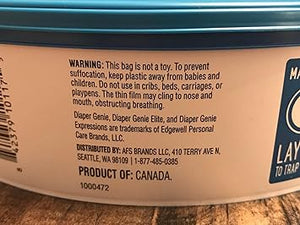 WARNING: This bag is not a toy. To prevent
suffocation, keep plastic away from babies and
children. Do not use in cribs, beds, carriages, or
playpens. The thin film may cling to nose and
mouth, obstructing breathing.
Diaper Genie, Diaper Genie Elite, and Diaper Genie
Expressions are trademarks of Edgewell Personal
Care Brands, LLC.
DISTRIBUTED BY: AFS BRANDS LLC, 410 TERRY AVE N,
SEATTLE, WA 98109 | 1-877-485-0385
PRODUCT OF: CANADA.
1000472
MA
LAY
TO TRAP